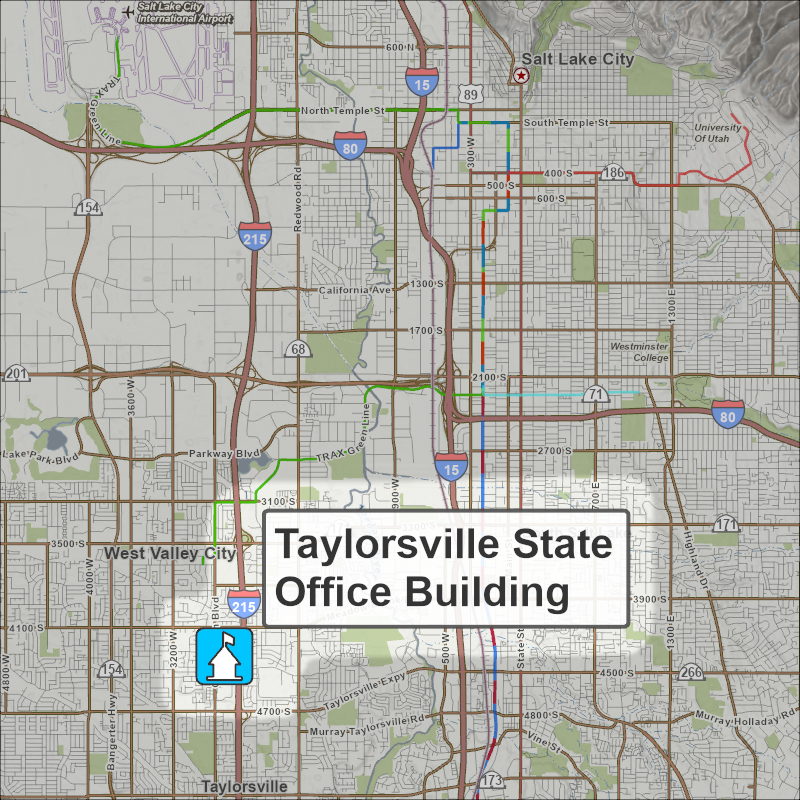 Salt Lake City
International Airport
600 N
Salt Lake City
15
89
TRAX Green Line
North Temple St
South Temple St
University
Of Utah
300 W
80
400 S
186
500 S
600 S
154
Redwood Rd
215
California Ave
1300 S
1300 E
1700 S
68
Westminster
College
201
2100 S
3600 W
71
80
TRAX Green Line
Lake Park Blvd
Parkway Blvd
2700 S
15
900 W
700 E
3100 S
171
3500 S
West Valley City
4000 W
Highland Dr
Taylorsville State
Office Building
215
3900 S
4100 S
3200 W
1300 E
500 W
State St
154
4800 W
4500 S
266
Taylorsville Expy
Bangerter Hwy
4700 S
4800 S
Murray Holladay Rd
Murray Taylorsville Rd
Vine St
173
Taylorsville